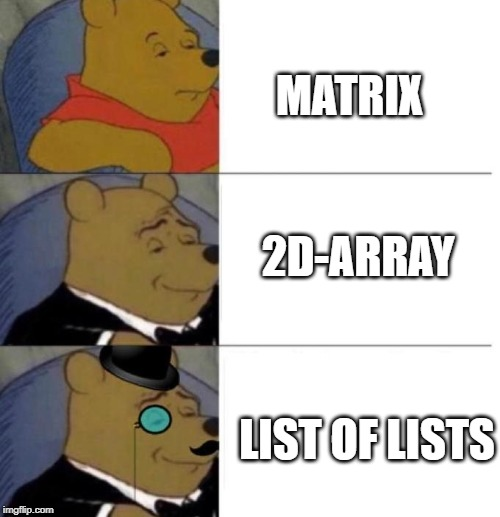 MATRIX
2D-ARRAY
LIST OF LISTS
imgflip.com